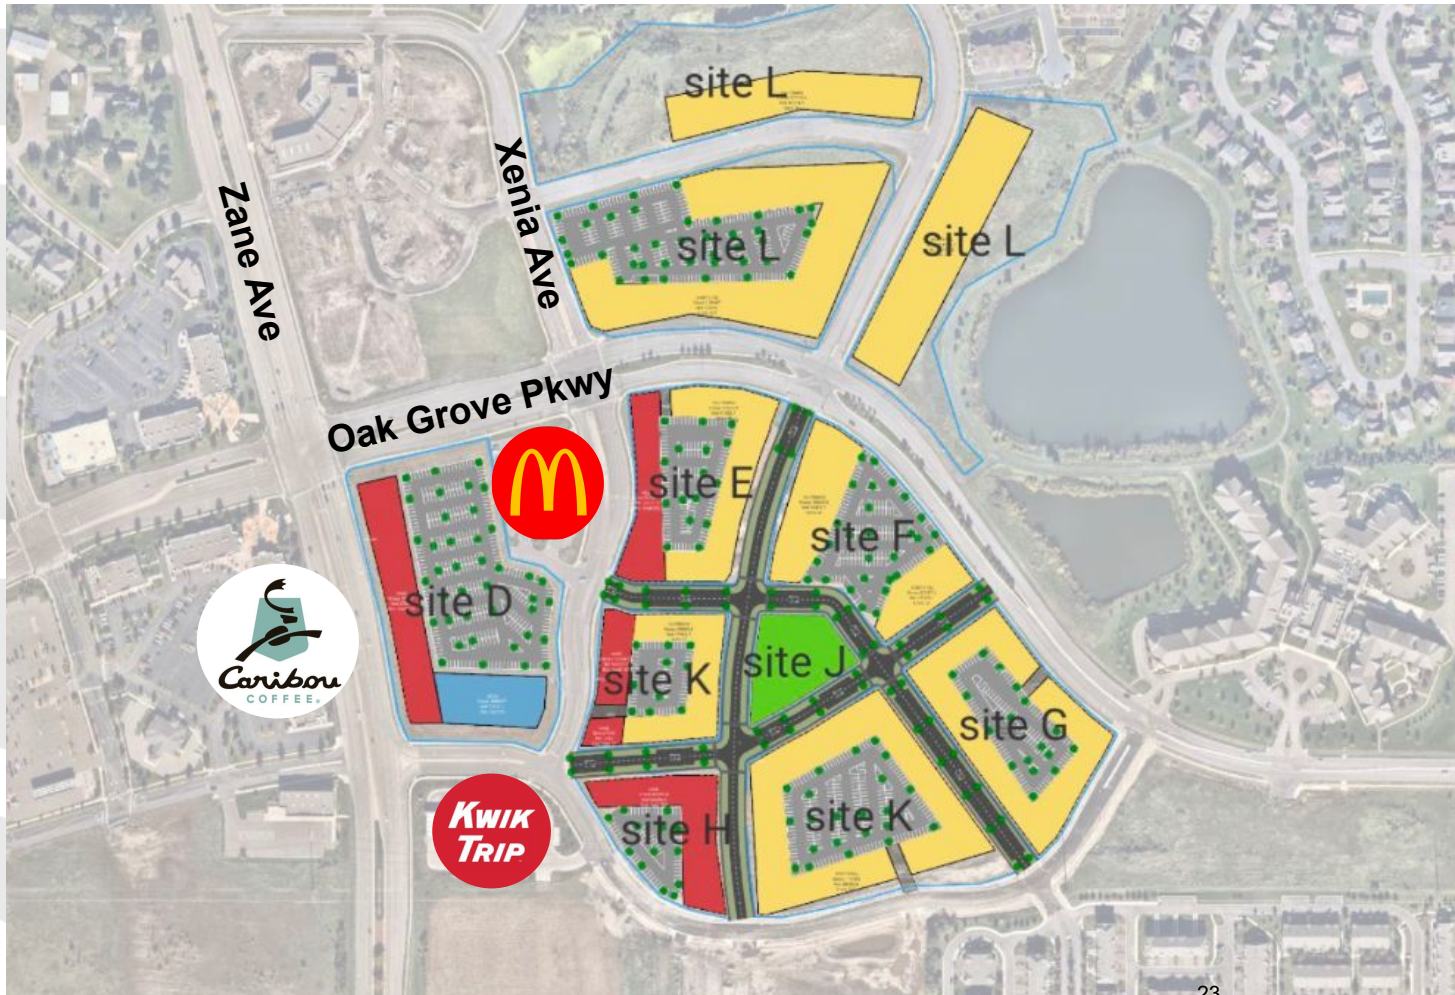 site L
Xenia Ave
Zane Ave
site L
site L
Oak Grove Pkwy
site E
site F
site D
Caribou
COFFEE
site K
site J
site G
KWIK
TRIP
site H
site K
23